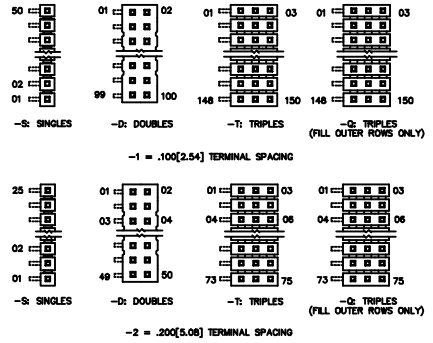 50 01 02 01 03 01 03
02
01 99 100 148 150 148 150
-S: SINGLES -D: DOUBLES -T: TRIPLES -Q: TRIPLES
(FILL OUTER ROWS ONLY)
-1 = .100[2.54] TERMINAL SPACING
25 01 02 01 03 01 03
03 04 04 06 04 06
02
01 49 50 73 75 73 75
-S: SINGLES -D: DOUBLES -T: TRIPLES -Q: TRIPLES
(FILL OUTER ROWS ONLY)
-2 = .200[5.08] TERMINAL SPACING